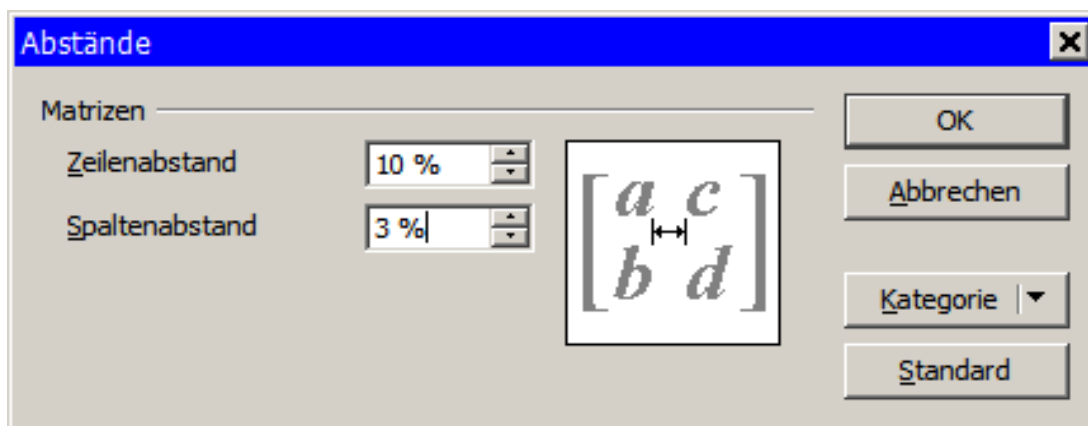 Abstände
Matrizen
Zeilenabstand 10 %
Spaltenabstand 3 %
a c
b d
OK
Abbrechen
Kategorie
Standard